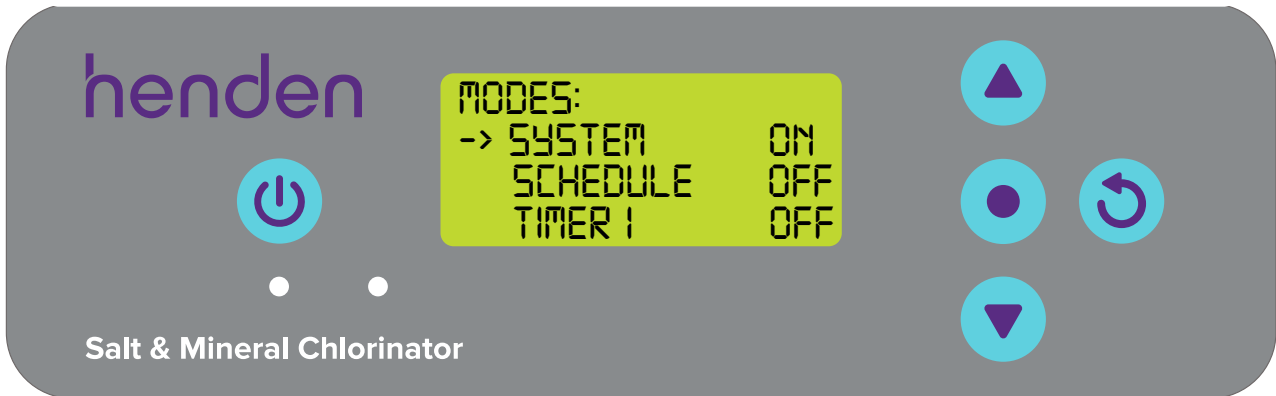 henden
MODES:
-> SYSTEM ON
SCHEDULE OFF
TIMER 1 OFF
Salt & Mineral Chlorinator